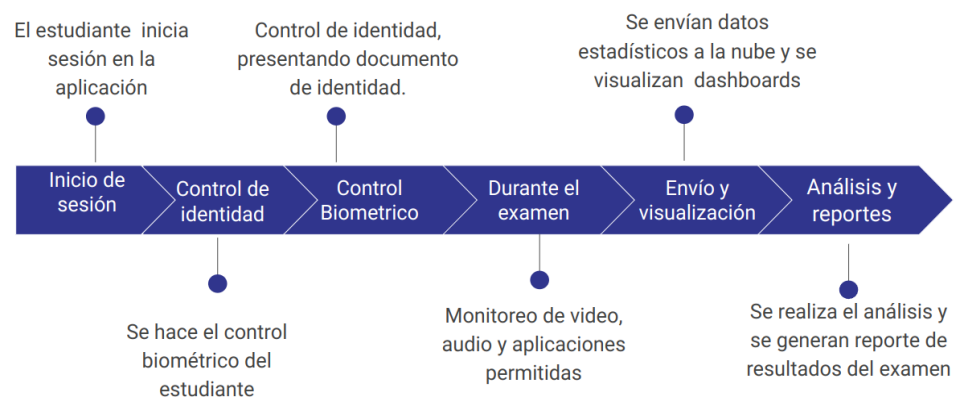 El estudiante inicia
sesión en la
aplicación
Control de identidad,
presentando documento
de identidad.
Se envían datos
estadísticos a la nube y se
visualizan dashboards
Inicio de
sesión
Control de
identidad
Control
Biometrico
Durante el
examen
Envío y
visualización
Análisis y
reportes
Se hace el control
biométrico del
estudiante
Monitoreo de video,
audio y aplicaciones
permitidas
Se realiza el análisis y
se generan reporte de
resultados del examen